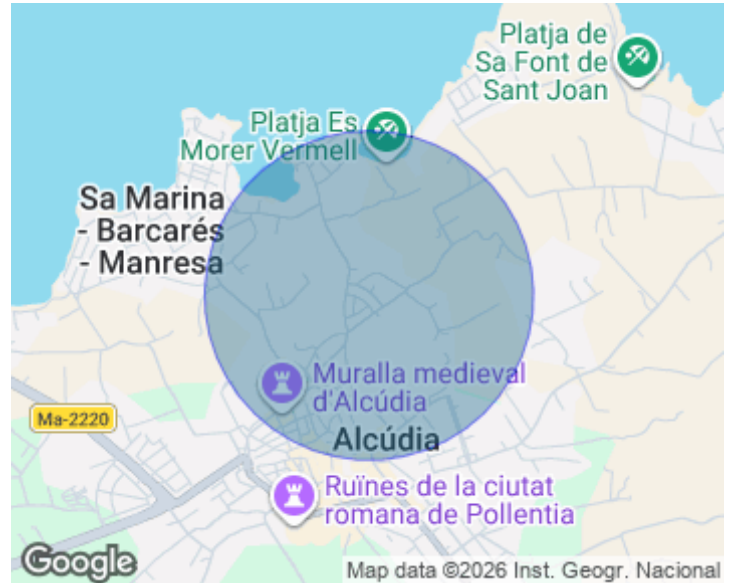 Platja de
Sa Font de
Sant Joan
Platja Es
Morer Vermell
Sa Marina
- Barcarés
- Manresa
Muralla medieval
d'Alcúdia
Ma-2220
Alcúdia
Ruïnes de la ciutat
romana de Pollentia
Google
Map data ©2026 Inst. Geogr. Nacional